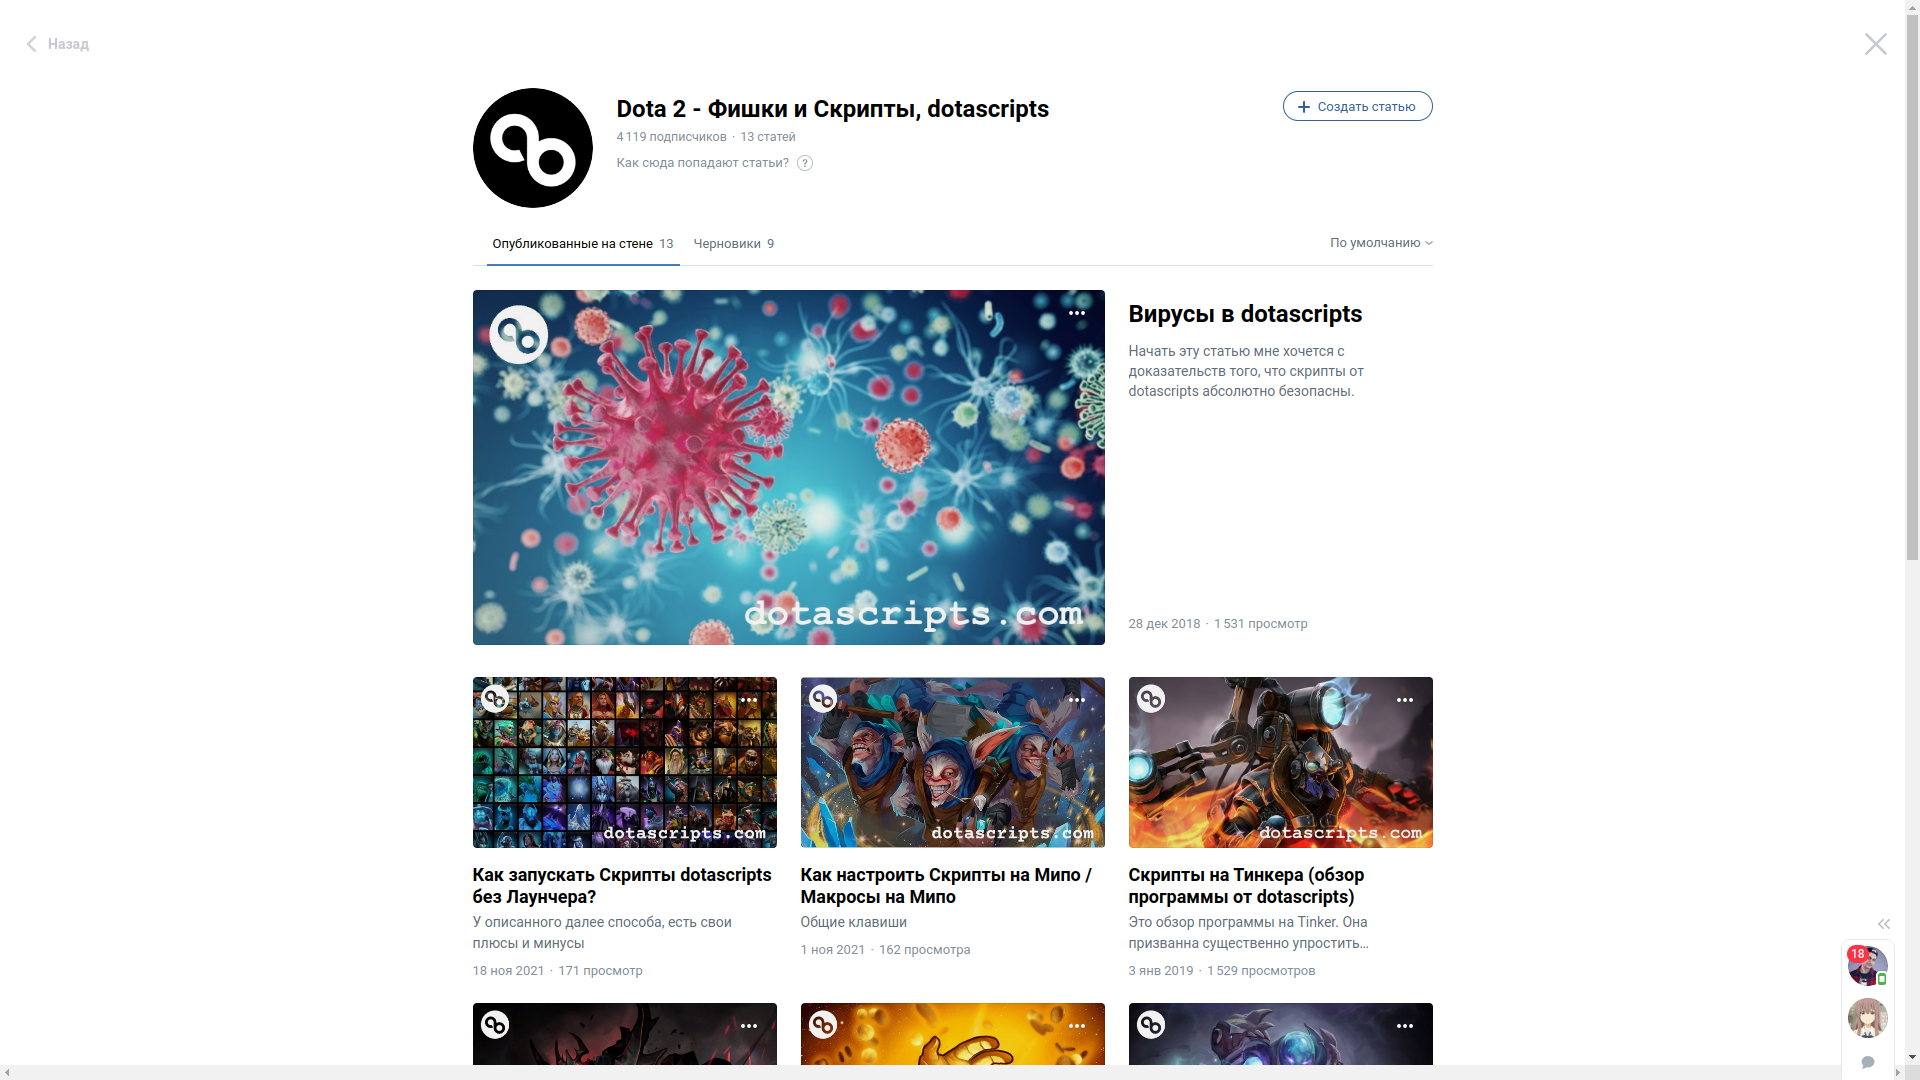 Назад
Dota 2 - Фишки и Скрипты, dotascripts
4 119 подписчиков · 13 статей
Как сюда попадают статьи? ?
Создать статью
Опубликованные на стене 13
Черновики 9
По умолчанию
dotascripts.com
Вирусы в dotascripts
Начать эту статью мне хочется с
доказательств того, что скрипты от
dotascripts абсолютно безопасны.
28 дек 2018 · 1 531 просмотр
dotascripts.com
Как запускать Скрипты dotascripts
без Лаунчера?
У описанного далее способа, есть свои
плюсы и минусы
18 ноя 2021 · 171 просмотр
dotascripts.com
Как настроить Скрипты на Мипо /
Макросы на Мипо
Общие клавиши
1 ноя 2021 · 162 просмотра
dotascripts.com
Скрипты на Тинкера (обзор
программы от dotascripts)
Это обзор программы на Tinker. Она
призванна существенно упростить...
3 янв 2019 · 1 529 просмотров
18